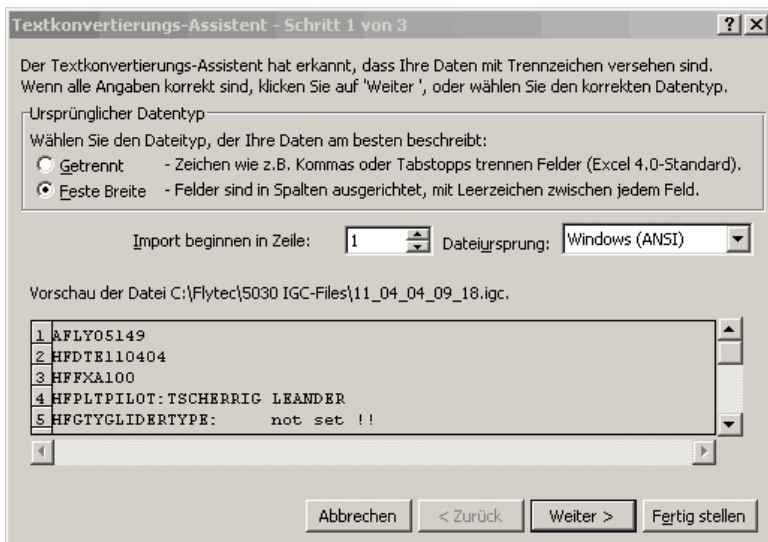 Textkonvertierungs-Assistent - Schritt 1 von 3
Der Textkonvertierungs-Assistent hat erkannt, dass Ihre Daten mit Trennzeichen versehen sind.
Wenn alle Angaben korrekt sind, klicken Sie auf 'Weiter ', oder wählen Sie den korrekten Datentyp.
Ursprünglicher Datentyp
Wählen Sie den Dateityp, der Ihre Daten am besten beschreibt:
Getrennt - Zeichen wie z.B. Kommas oder Tabstopps trennen Felder (Excel 4.0-Standard).
Feste Breite - Felder sind in Spalten ausgerichtet, mit Leerzeichen zwischen jedem Feld.
Import beginnen in Zeile: 1 Dateiursprung: Windows (ANSI)
Vorschau der Datei C:\Flytec\5030 IGC-Files\11_04_04_09_18.igc.
1 AFLY05149
2 HFDTE110404
3 HFFXA100
4 HFPLTPILOT:TSCHERRIG LEANDER
5 HFGTYGLIDERTYPE: not set !!
Abbrechen < Zurück Weiter > Fertig stellen